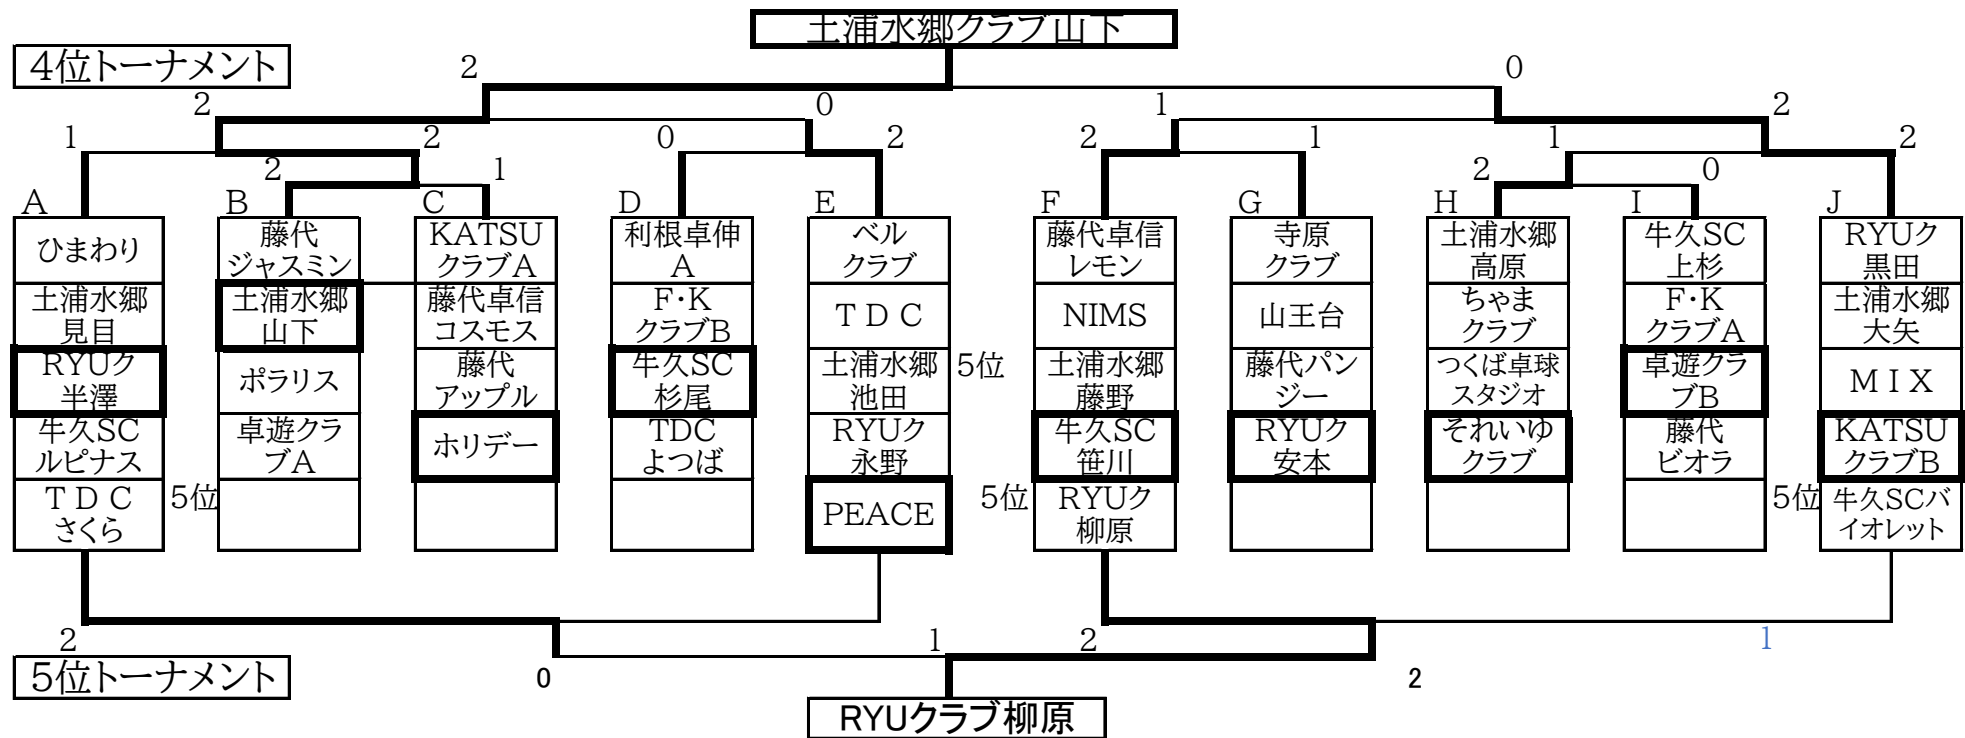 土浦水郷クラブ山下
4位トーナメント
2
0
2
0
1
2
1
2
0
2
2
1
1
2
2
1
2
0
A
B
C
D
E
F
G
H
I
J
ひまわり
藤代
ジャスミン
KATSU
クラブA
利根卓伸
A
ベル
クラブ
藤代卓信
レモン
寺原
クラブ
土浦水郷
高原
牛久SC
上杉
RYUク
黒田
土浦水郷
見目
土浦水郷
山下
藤代卓信
コスモス
F・K
クラブB
T D C
NIMS
山王台
ちゃま
クラブ
F・K
クラブA
土浦水郷
大矢
RYUク
半澤
ポラリス
藤代
アップル
牛久SC
杉尾
土浦水郷
池田
5位
土浦水郷
藤野
藤代パン
ジー
つくば卓球
スタジオ
卓遊クラ
ブB
M I X
牛久SC
ルピナス
卓遊クラ
ブA
ホリデー
TDC
よつば
RYUク
永野
牛久SC
笹川
RYUク
安本
それいゆ
クラブ
藤代
ビオラ
KATSU
クラブB
T D C
さくら
5位
PEACE
5位
RYUク
柳原
5位
牛久SCバ
イオレット
2
1
2
1
5位トーナメント
0
2
RYUクラブ柳原